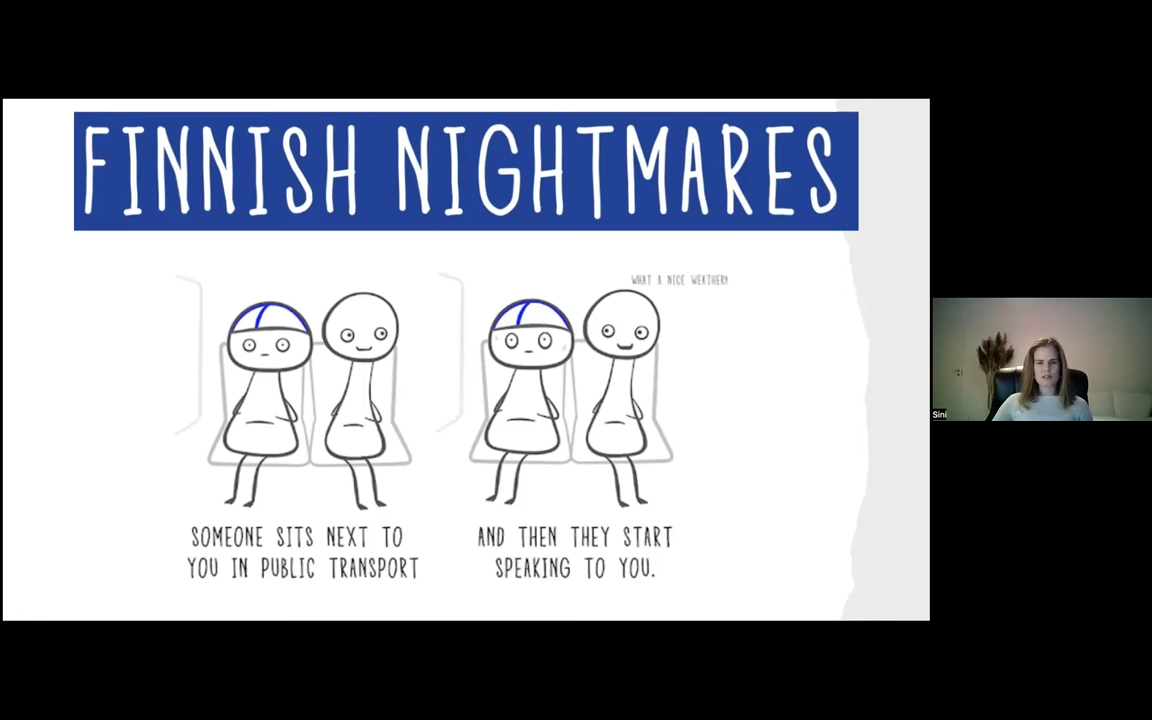 FINNISH NIGHTMARES
WHAT A NICE WEATHER!
SOMEONE SITS NEXT TO
YOU IN PUBLIC TRANSPORT
AND THEN THEY START
SPEAKING TO YOU.
Sini